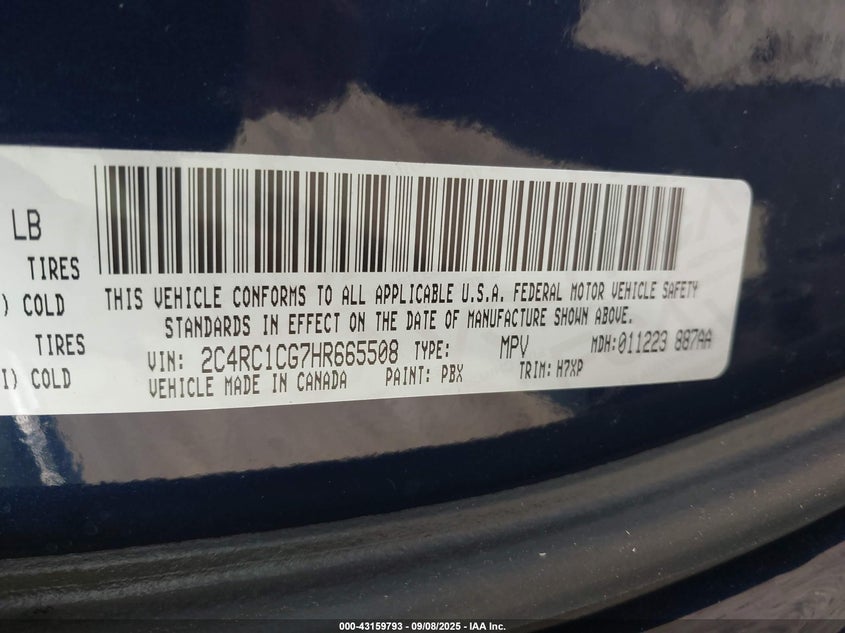 LB
TIRES
) COLD
TIRES
I) COLD
THIS VEHICLE CONFORMS TO ALL APPLICABLE U.S.A. FEDERAL MOTOR VEHICLE SAFETY
STANDARDS IN EFFECT ON THE DATE OF MANUFACTURE SHOWN ABOVE.
VIN: 2C4RC1CG7HR665508 TYPE: MPV MDH: 011223 887AA
VEHICLE MADE IN CANADA PAINT: PBX TRIM: H7XP
000-43159793 - 09/08/2025 - IAA Inc.